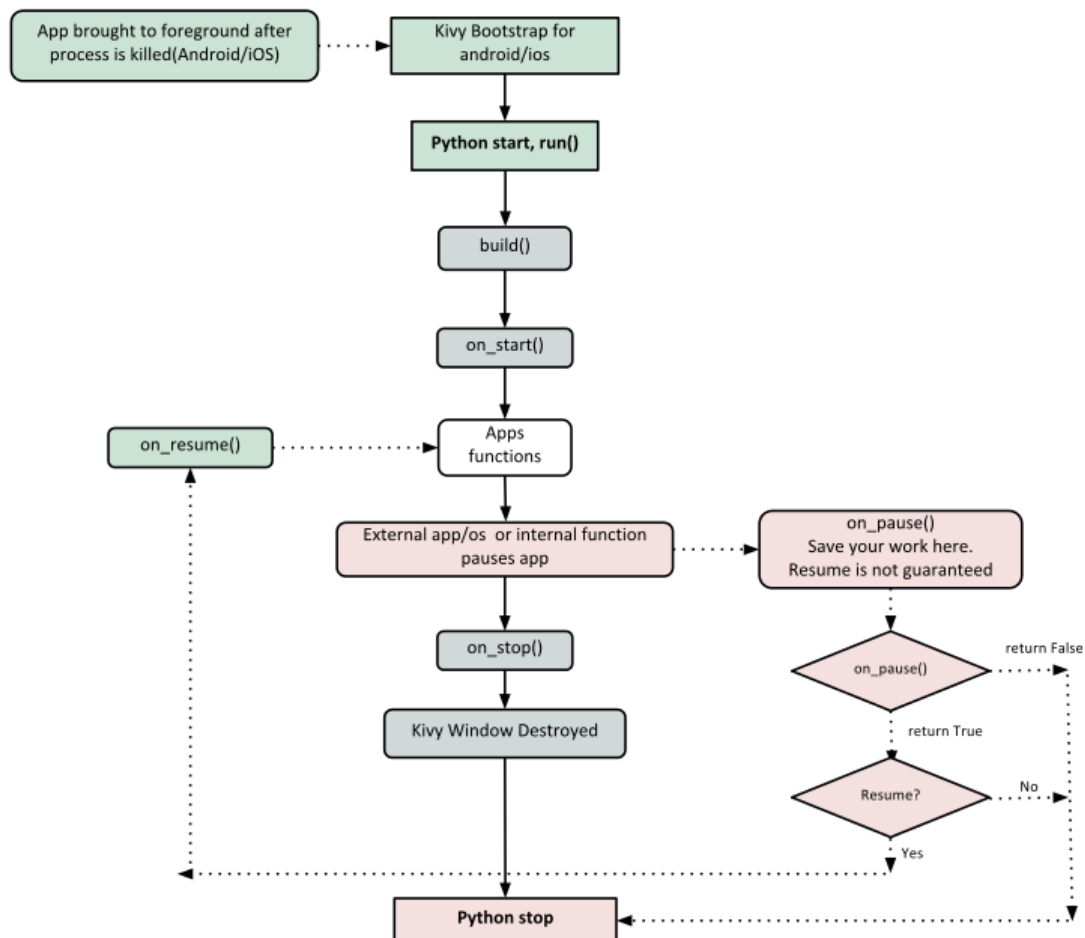 App brought to foreground after
process is killed(Android/iOS)
Kivy Bootstrap for
android/ios
Python start, run()
build()
on_start()
on_resume()
Apps
functions
External app/os  or internal function
pauses app
on_pause()
Save your work here.
Resume is not guaranteed
on_stop()
on_pause()
return False
Kivy Window Destroyed
return True
Resume?
No
Yes
Python stop